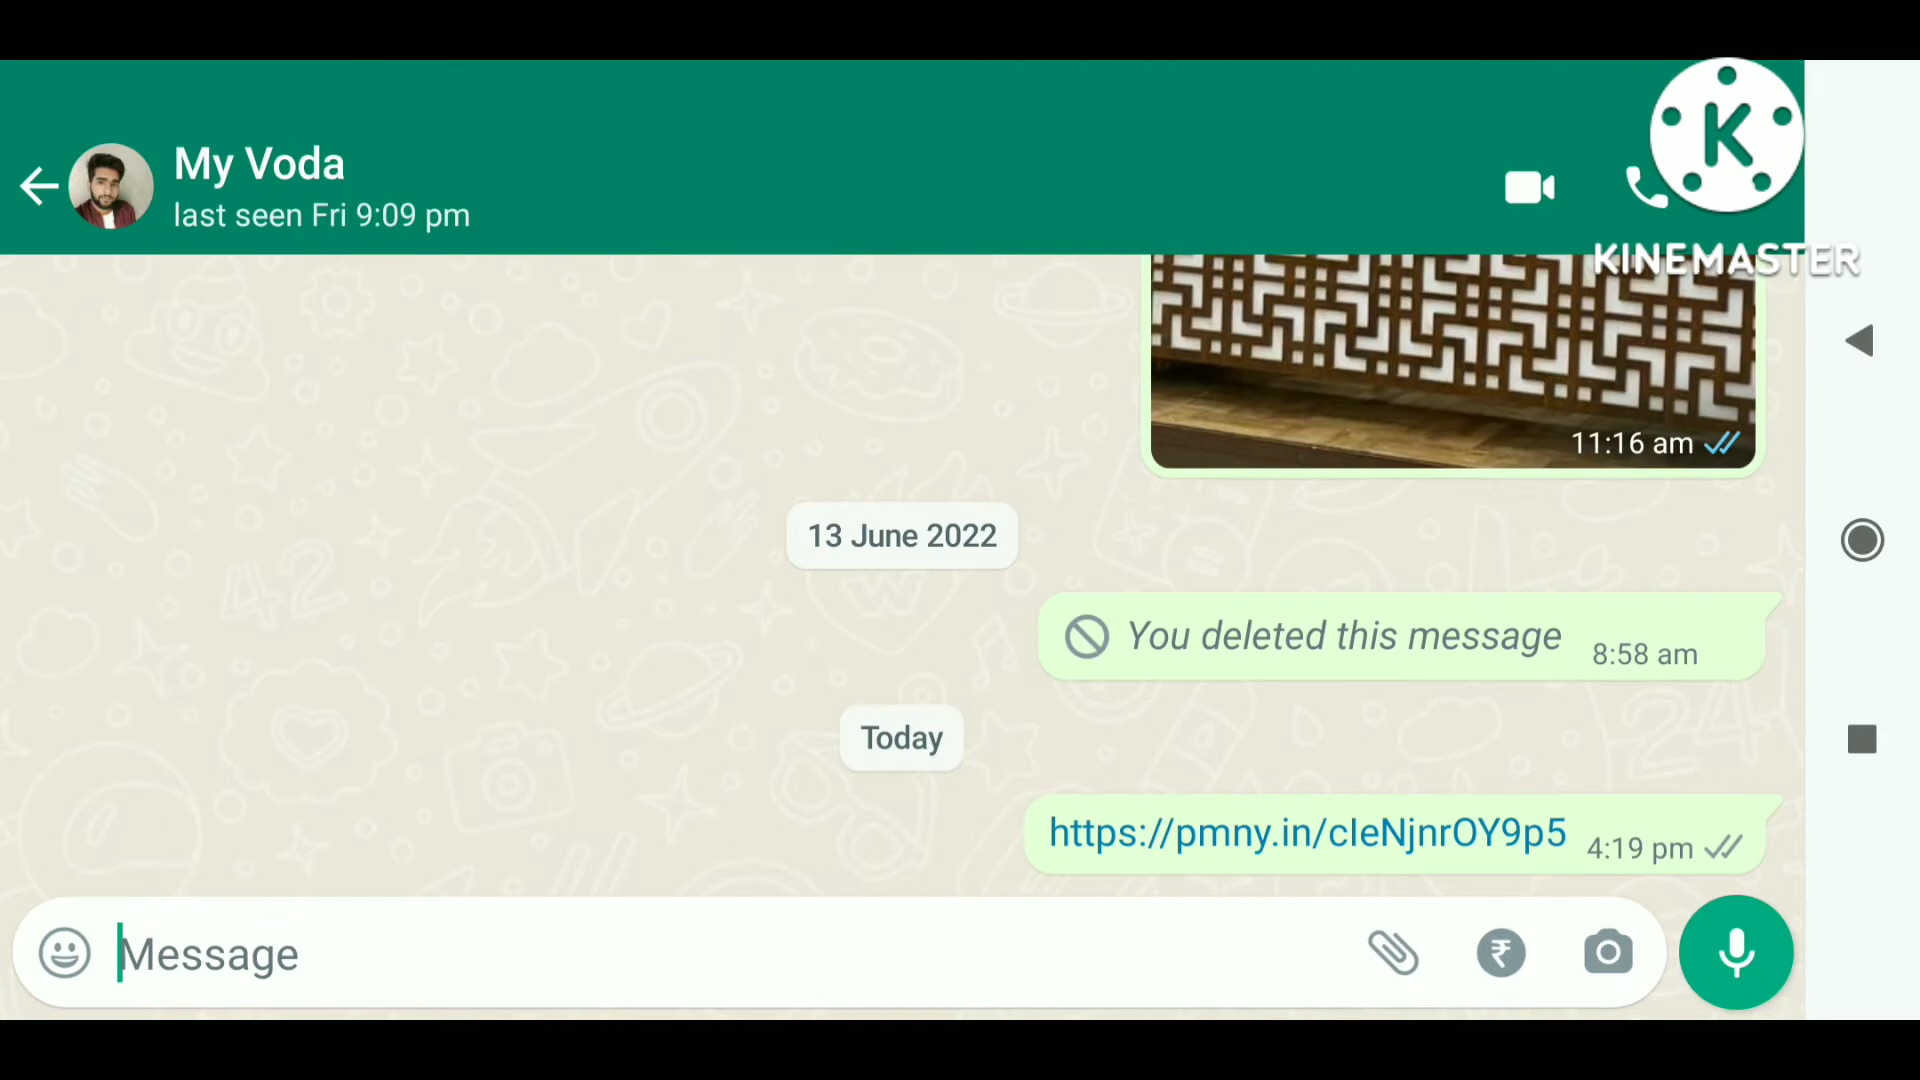 My Voda
last seen Fri 9:09 pm
K
KINEMASTER
11:16 am
13 June 2022
You deleted this message 8:58 am
Today
https://pmny.in/cIeNjnrOY9p5 4:19 pm
Message